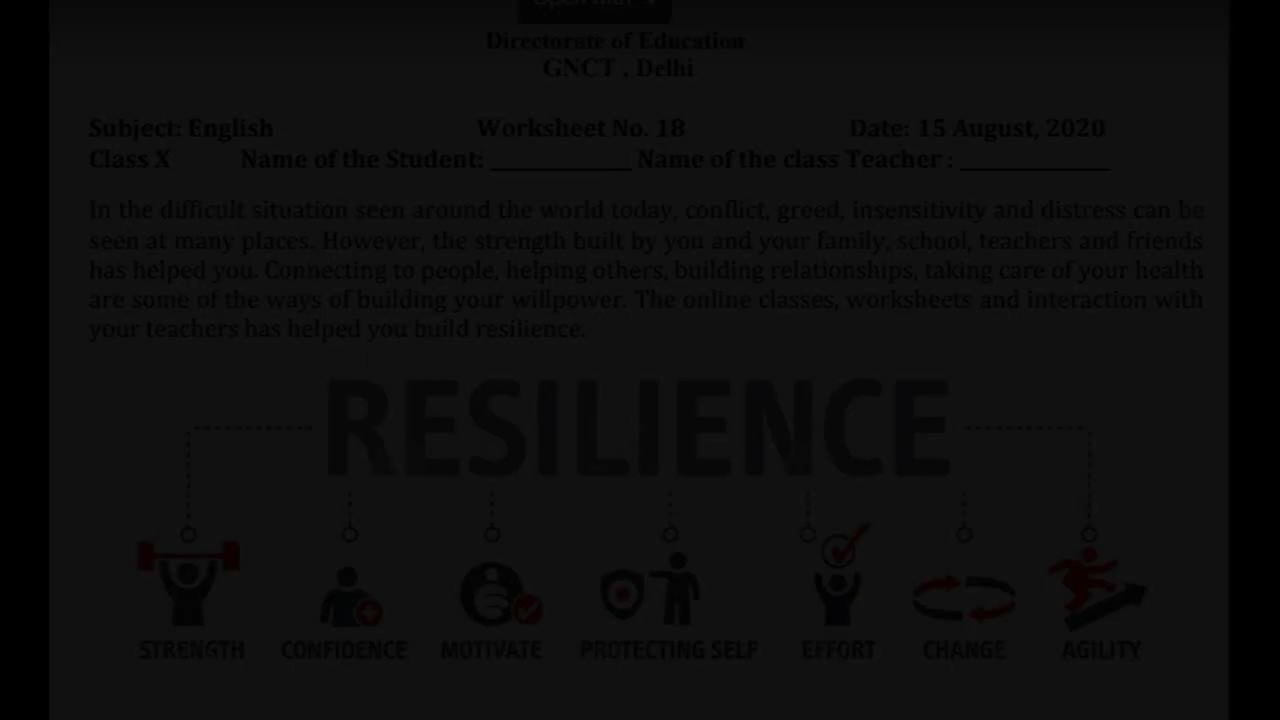 Open with
Directorate of Education
GNCT , Delhi
Subject: English Worksheet No. 18 Date: 15 August, 2020
Class X Name of the Student: ____________ Name of the class Teacher : ____________
In the difficult situation seen around the world today, conflict, greed, insensitivity and distress can be
seen at many places. However, the strength built by you and your family, school, teachers and friends
has helped you. Connecting to people, helping others, building relationships, taking care of your health
are some of the ways of building your willpower. The online classes, worksheets and interaction with
your teachers has helped you build resilience.
RESILIENCE
STRENGTH CONFIDENCE MOTIVATE PROTECTING SELF EFFORT CHANGE AGILITY